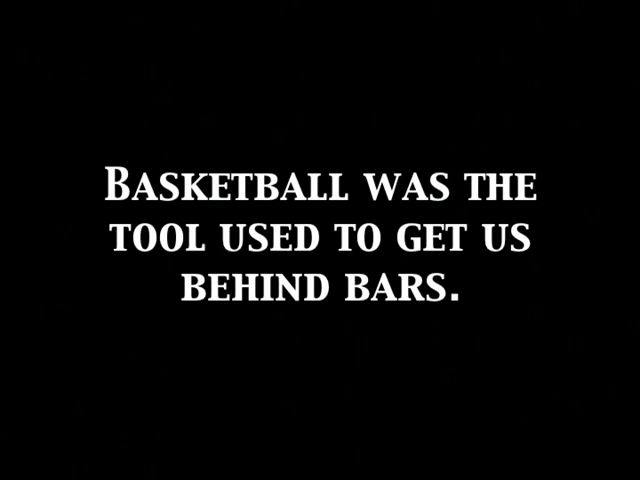 Basketball was the
tool used to get us
behind bars.